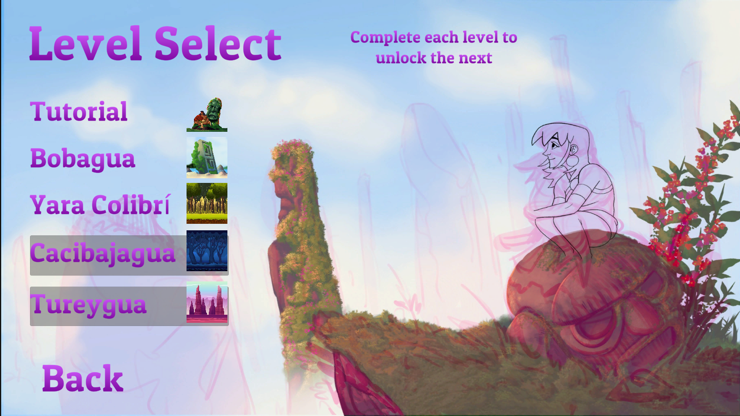 Level Select
Complete each level to
unlock the next
Tutorial
Bobagua
Yara Colibrí
Cacibajagua
Tureygua
Back